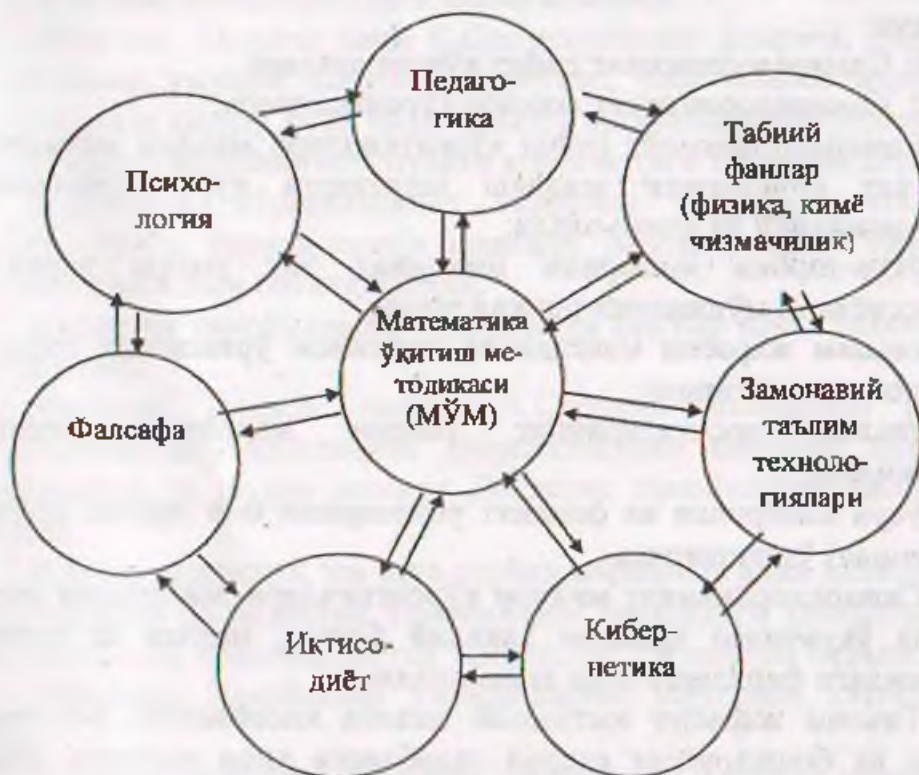 Педаго-
гика
Психо-
логия
Табиий
фанлар
(физика, кимё
чизмачилик)
Математика
ўқитиш ме-
тодикаси
(МЎМ)
Фалсафа
Замонавий
таълим
техноло-
гиялари
Иқтисо-
диёт
Кибер-
нетика